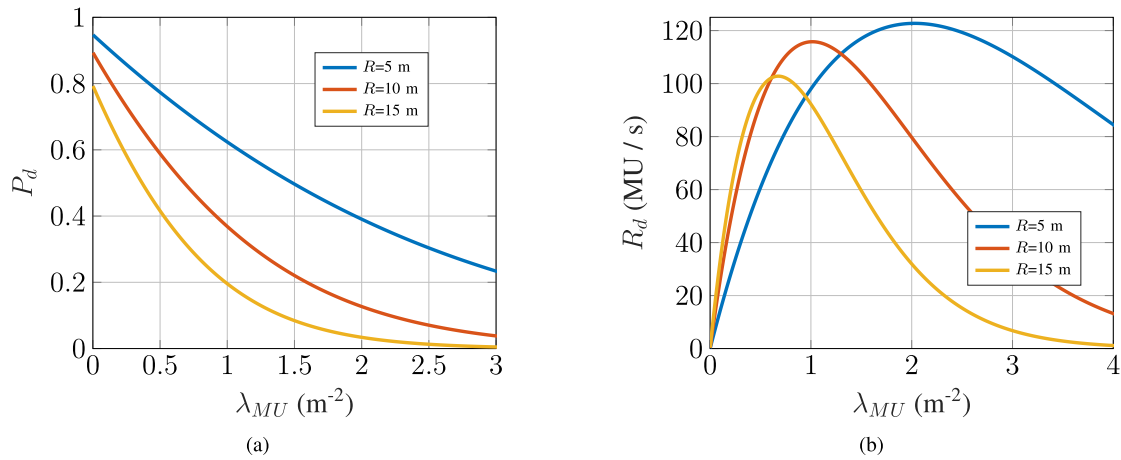 1
0.8
0.6
0.4
0.2
0
P_d
0 0.5 1 1.5 2 2.5 3
λ_MU (m⁻²)
R=5 m
R=10 m
R=15 m
(a)
120
100
80
60
40
20
0
R_d (MU / s)
0 1 2 3 4
λ_MU (m⁻²)
R=5 m
R=10 m
R=15 m
(b)